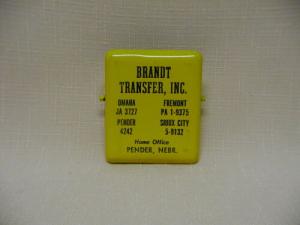 BRANDT
TRANSFER, INC.
OMAHA FREMONT
JA 3727 PA 1-9375
PENDER SIOUX CITY
4242 5-9132
Home Office
PENDER, NEBR.